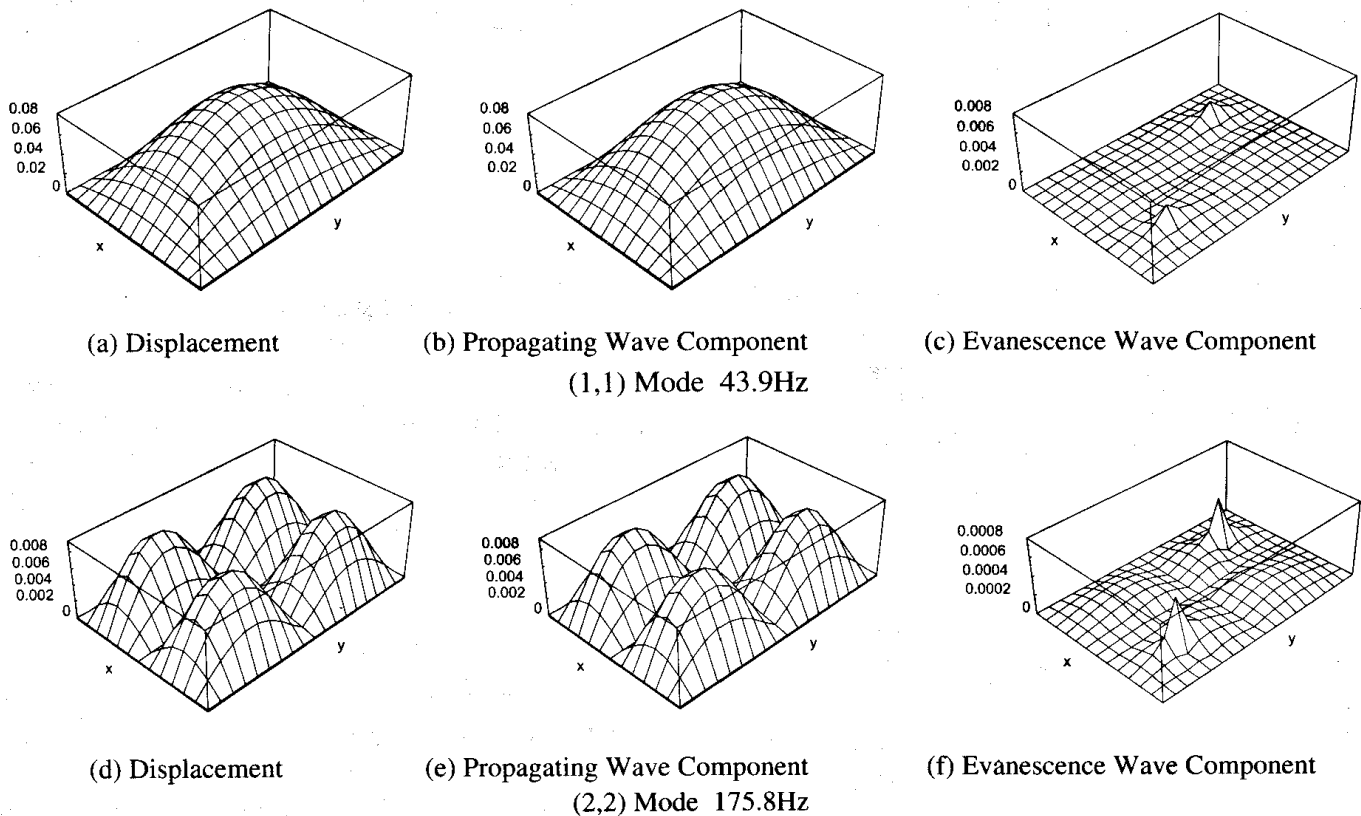 0.08
0.06
0.04
0.02
0
x
y
0.08
0.06
0.04
0.02
0
x
y
0.008
0.006
0.004
0.002
0
x
y
(a) Displacement
(b) Propagating Wave Component
(c) Evanescence Wave Component
(1,1) Mode 43.9Hz
0.008
0.006
0.004
0.002
0
x
y
0.008
0.006
0.004
0.002
0
x
y
0.0008
0.0006
0.0004
0.0002
0
x
y
(d) Displacement
(e) Propagating Wave Component
(f) Evanescence Wave Component
(2,2) Mode 175.8Hz